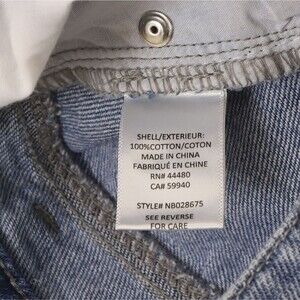 SHELL/EXTERIEUR:
100%COTTON/COTON
MADE IN CHINA
FABRIQUÉ EN CHINE
RN# 44480
CA# 59940
STYLE# NB028675
SEE REVERSE
FOR CARE